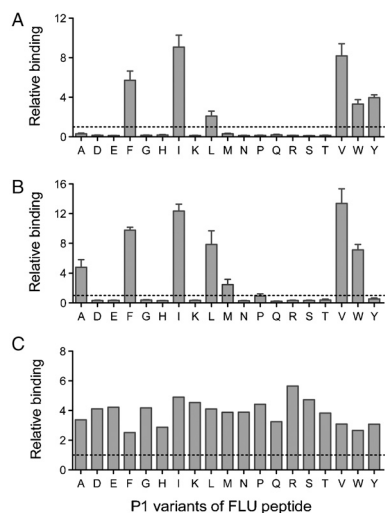 A
Relative binding
12
8
4
0
A D E F G H I K L M N P Q R S T V W Y
B
Relative binding
16
12
8
4
0
A D E F G H I K L M N P Q R S T V W Y
C
Relative binding
8
6
4
2
0
A D E F G H I K L M N P Q R S T V W Y
P1 variants of FLU peptide